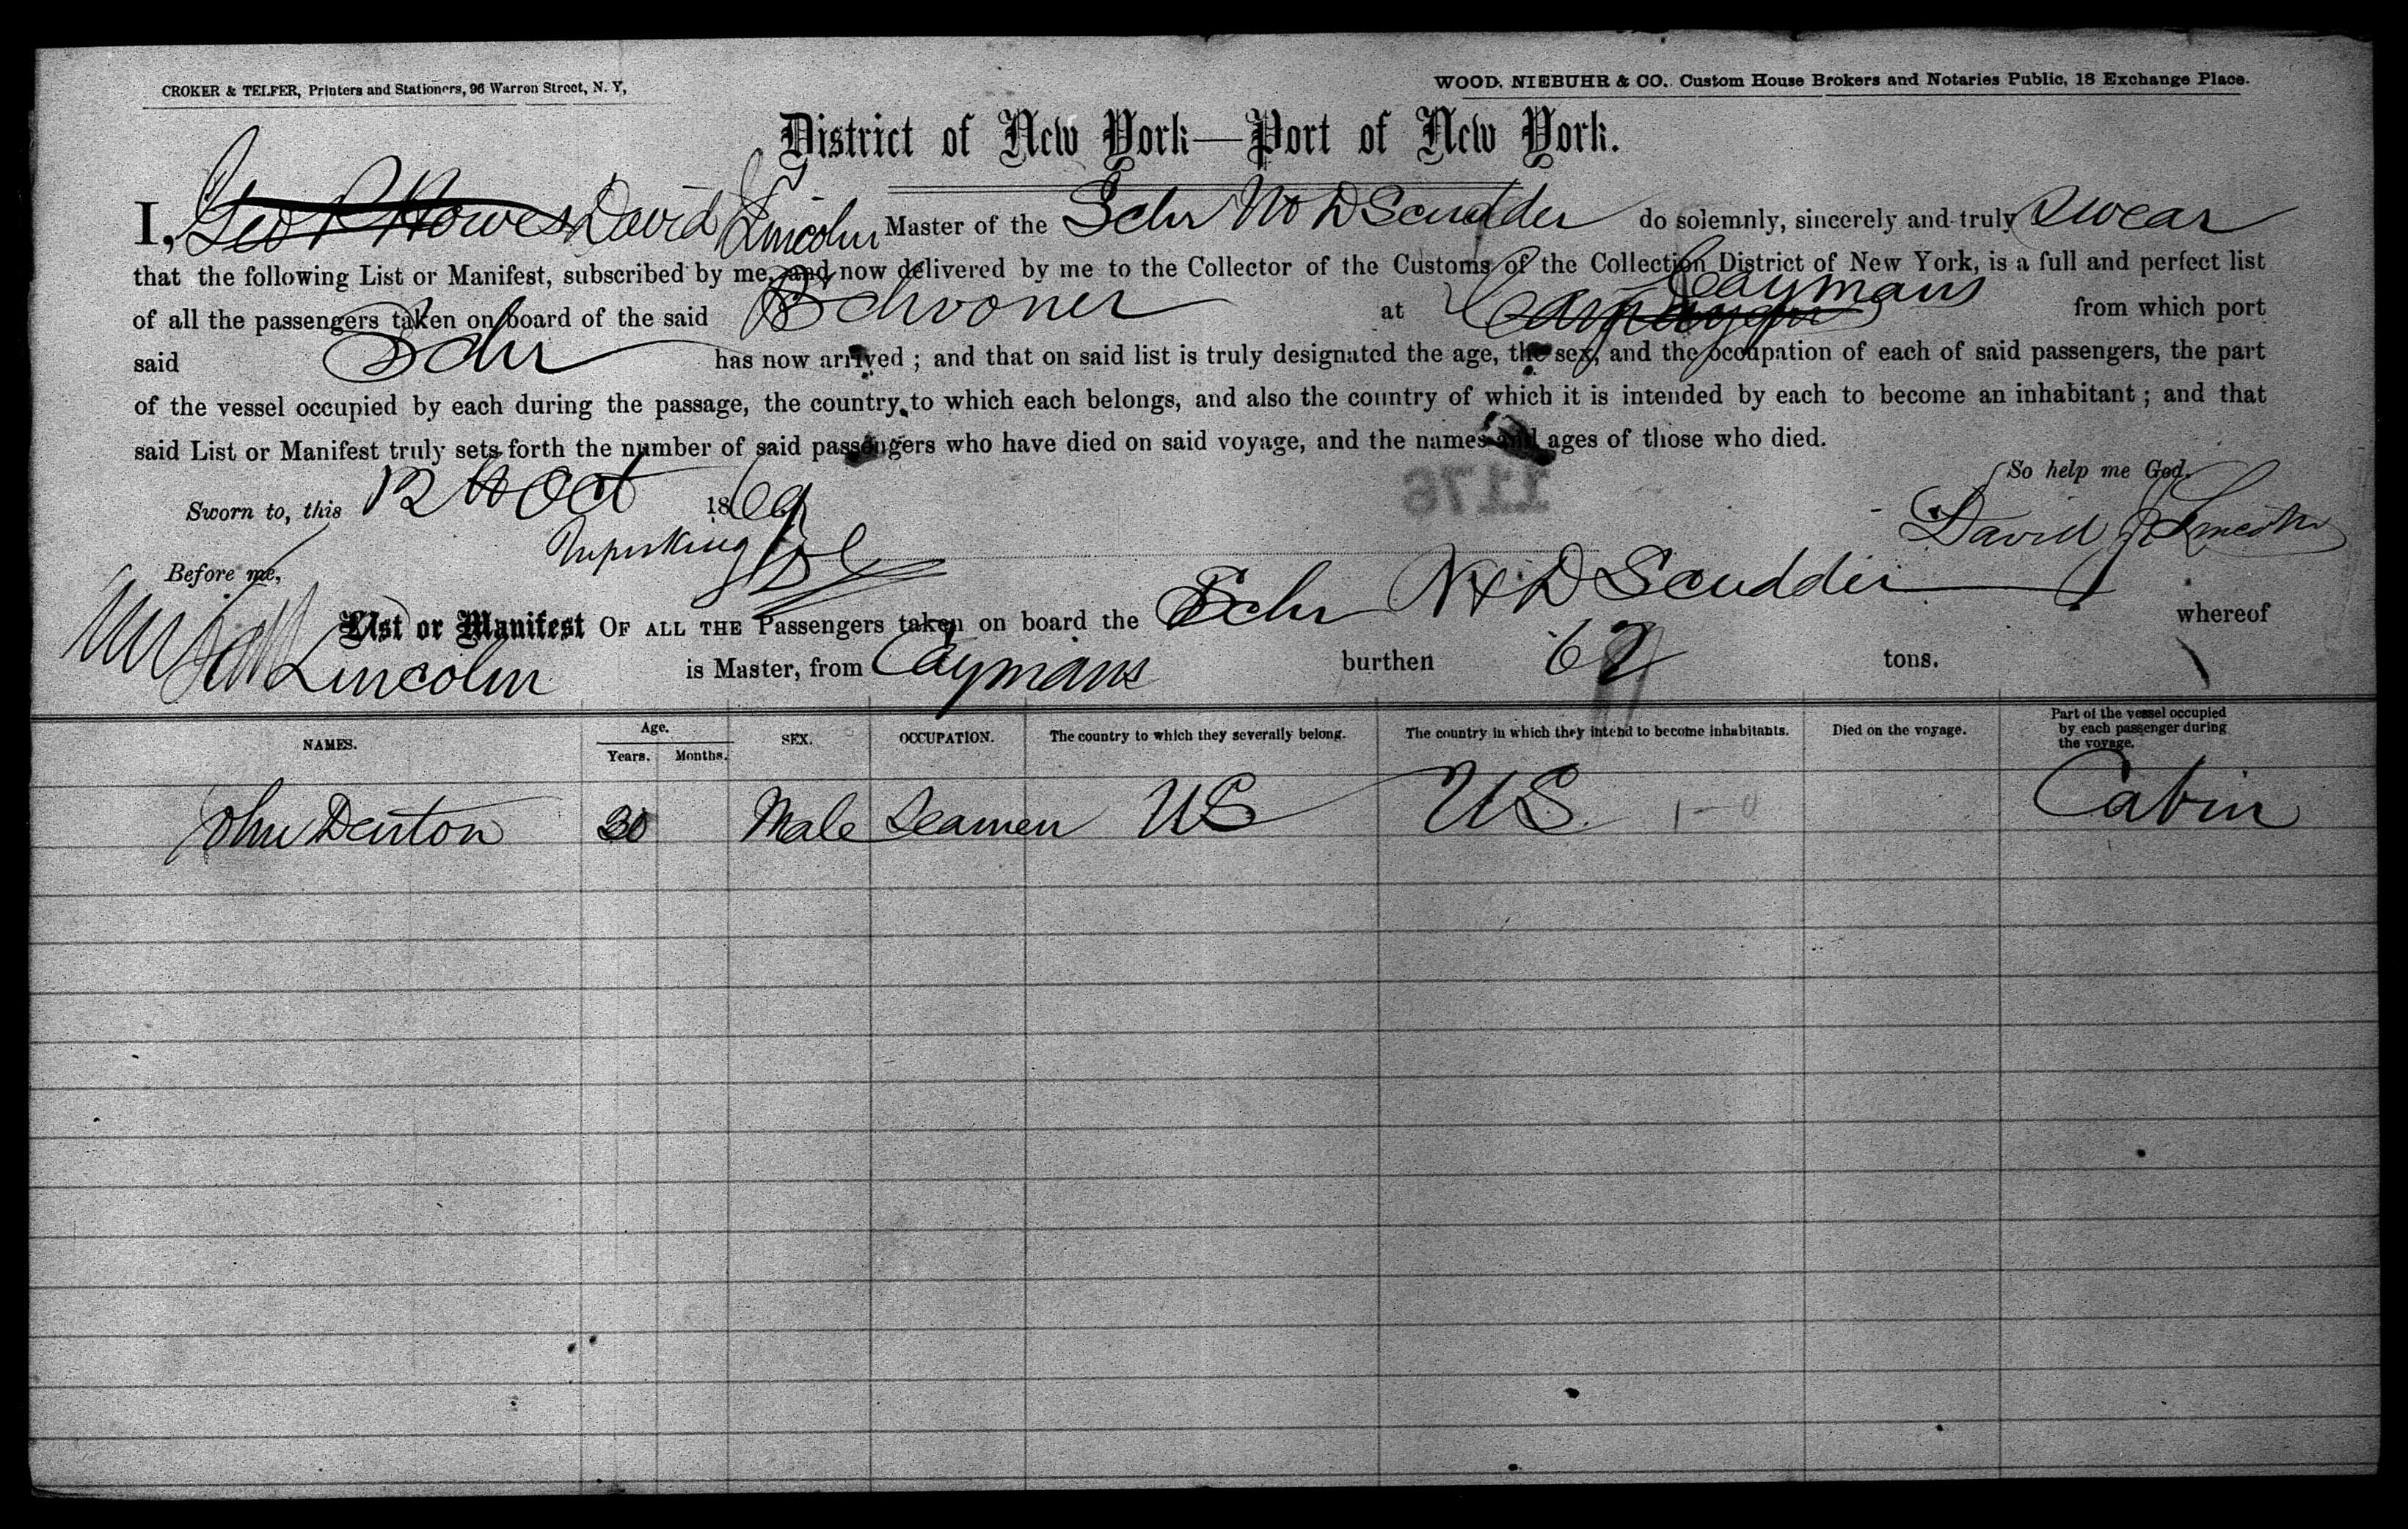 CROKER & TELFER, Printers and Stationers, 96 Warren Street, N. Y,
WOOD, NIEBUHR & CO., Custom House Brokers and Notaries Public, 18 Exchange Place.
District of New York—Port of New York.
I, Geo P Howes David J Lincoln Master of the Schr W D Scudder do solemnly, sincerely and truly swear
that the following List or Manifest, subscribed by me, and now delivered by me to the Collector of the Customs of the Collection District of New York, is a full and perfect list
of all the passengers taken on board of the said Schooner at Caymans from which port
said Schr has now arrived ; and that on said list is truly designated the age, the sex, and the occupation of each of said passengers, the part
of the vessel occupied by each during the passage, the country to which each belongs, and also the country of which it is intended by each to become an inhabitant ; and that
said List or Manifest truly sets forth the number of said passengers who have died on said voyage, and the names and ages of those who died.
So help me God.
Sworn to, this 12 th Oct 1869
David J Lincoln
Before me,
List or Manifest OF ALL THE Passengers taken on board the Schr W D Scudder whereof
Lincoln is Master, from Caymans burthen 62 tons.
NAMES. Age. Years. Months. SEX. OCCUPATION. The country to which they severally belong. The country in which they intend to become inhabitants. Died on the voyage. Part of the vessel occupied by each passenger during the voyage.
John Denton 30 Male Seamen US US Cabin